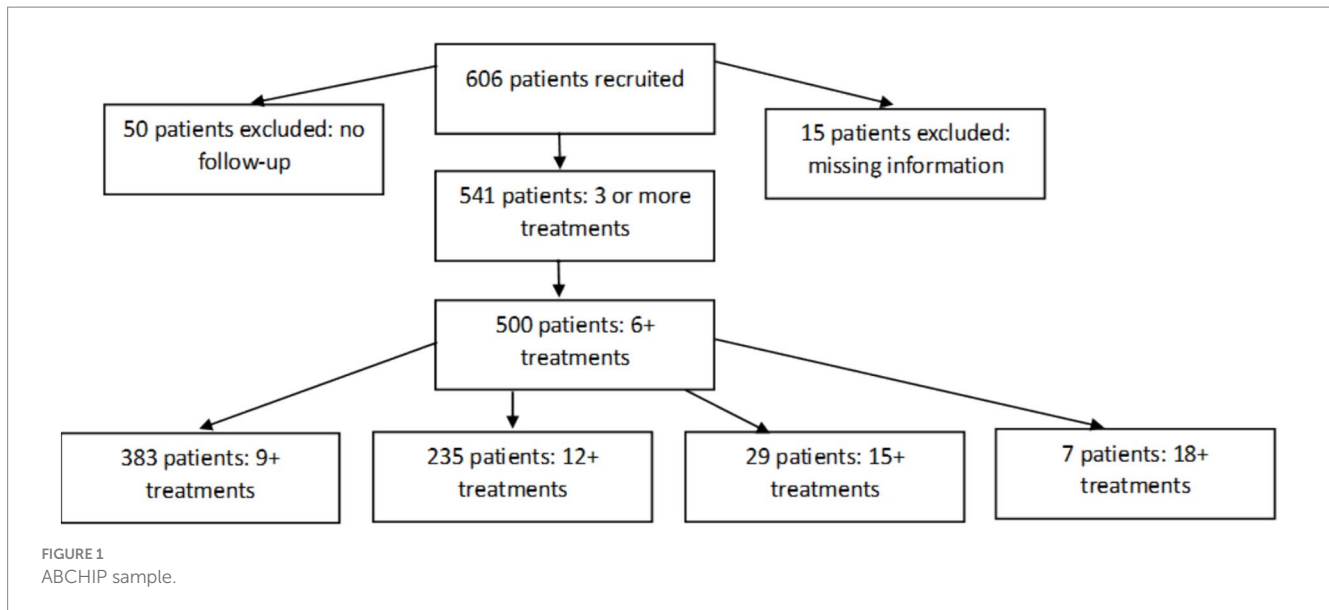 606 patients recruited
50 patients excluded: no
follow-up
15 patients excluded:
missing information
541 patients: 3 or more
treatments
500 patients: 6+
treatments
383 patients: 9+
treatments
235 patients: 12+
treatments
29 patients: 15+
treatments
7 patients: 18+
treatments
FIGURE 1
ABCHIP sample.